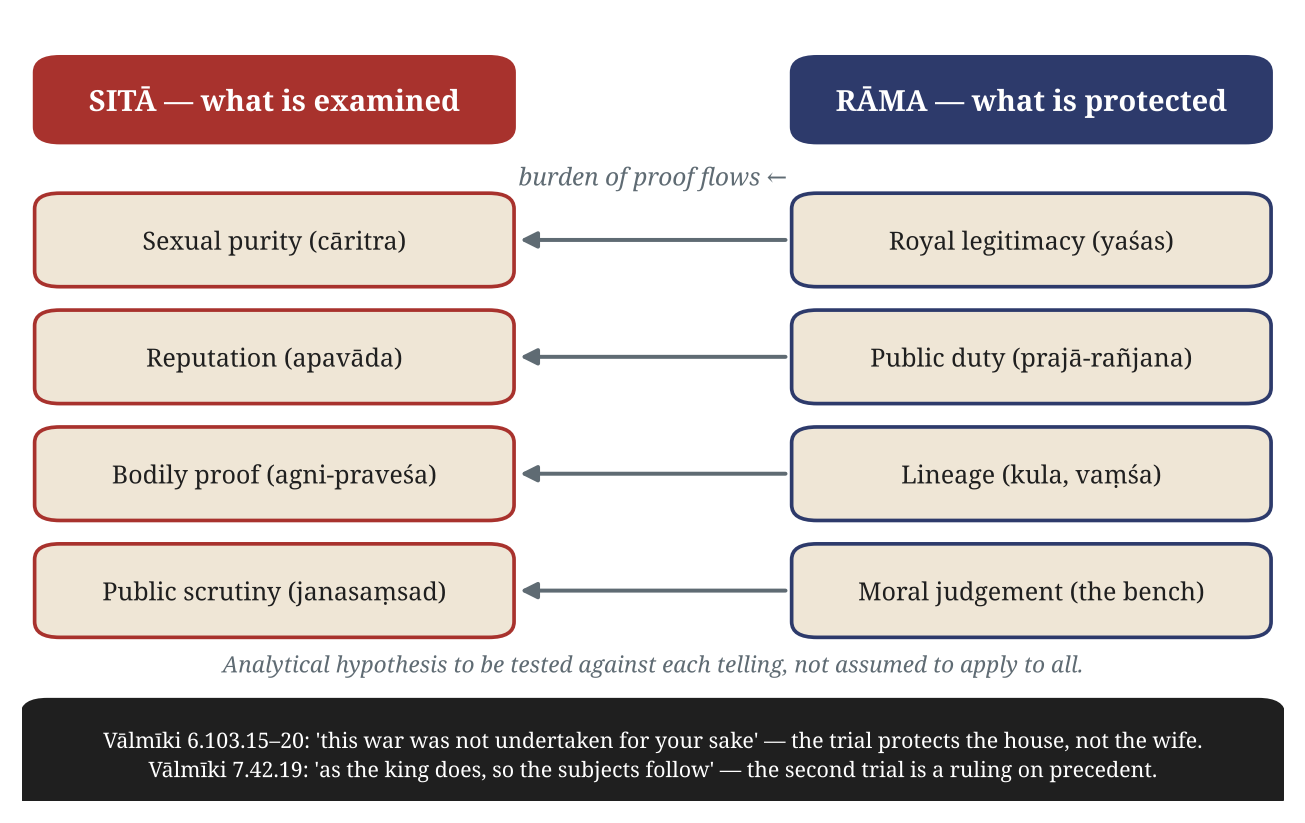 SITĀ — what is examined
RĀMA — what is protected
burden of proof flows ←
Sexual purity (cāritra)
Royal legitimacy (yaśas)
Reputation (apavāda)
Public duty (prajā-rañjana)
Bodily proof (agni-praveśa)
Lineage (kula, vaṃśa)
Public scrutiny (janasaṃsad)
Moral judgement (the bench)
Analytical hypothesis to be tested against each telling, not assumed to apply to all.
Vālmīki 6.103.15–20: 'this war was not undertaken for your sake' — the trial protects the house, not the wife.
Vālmīki 7.42.19: 'as the king does, so the subjects follow' — the second trial is a ruling on precedent.